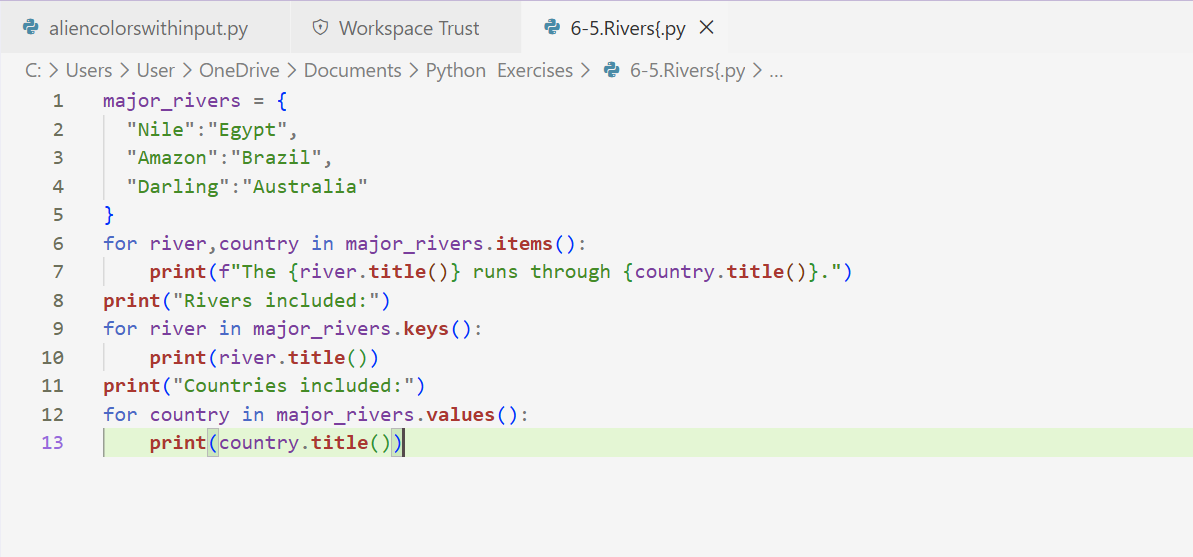 aliencolorswithinput.py Workspace Trust 6-5.Rivers{.py
C: > Users > User > OneDrive > Documents > Python Exercises > 6-5.Rivers{.py > ...
1 major_rivers = {
2   "Nile":"Egypt",
3   "Amazon":"Brazil",
4   "Darling":"Australia"
5 }
6 for river,country in major_rivers.items():
7     print(f"The {river.title()} runs through {country.title()}.")
8 print("Rivers included:")
9 for river in major_rivers.keys():
10     print(river.title())
11 print("Countries included:")
12 for country in major_rivers.values():
13     print(country.title())